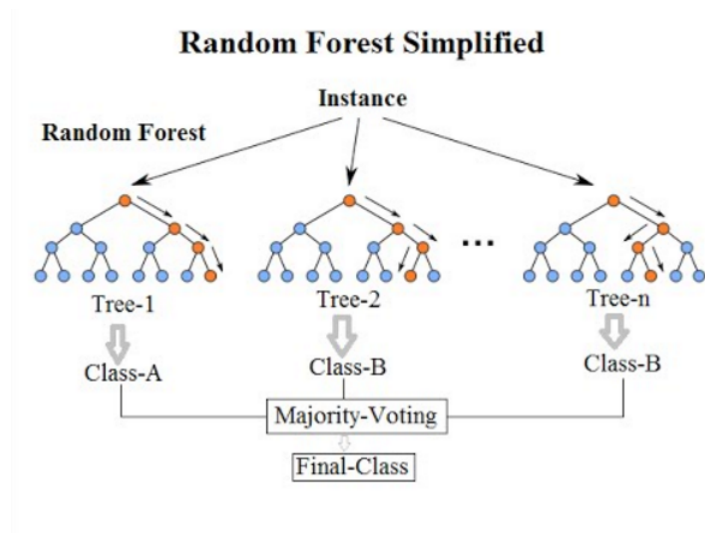 Random Forest Simplified
Instance
Random Forest
...
Tree-1
Tree-2
Tree-n
Class-A
Class-B
Class-B
Majority-Voting
Final-Class